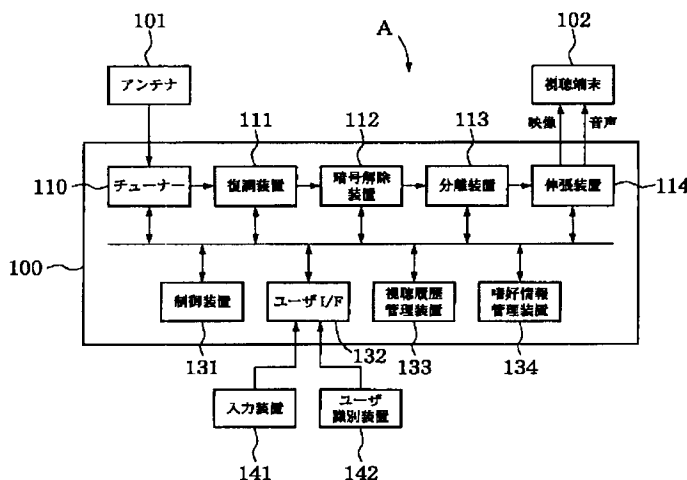 101
A
102
アンテナ
視聴端末
映像
音声
111
112
113
110
チューナー
復調装置
暗号解除
装置
分離装置
伸張装置
114
100
制御装置
ユーザ I/F
視聴履歴
管理装置
嗜好情報
管理装置
131
132
133
134
入力装置
ユーザ
識別装置
141
142